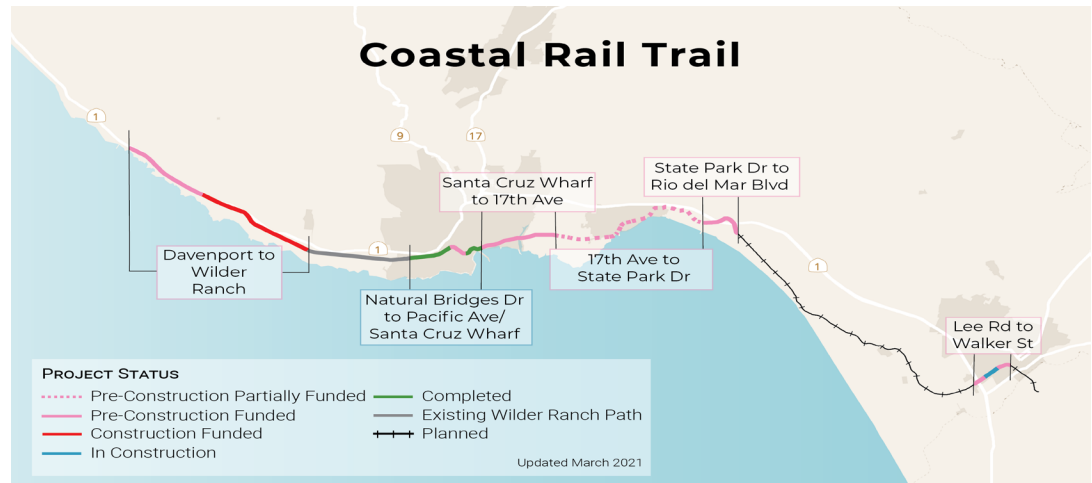 Coastal Rail Trail
1
9
17
State Park Dr to
Rio del Mar Blvd
Santa Cruz Wharf
to 17th Ave
1
Davenport to
Wilder
Ranch
17th Ave to
State Park Dr
1
Natural Bridges Dr
to Pacific Ave/
Santa Cruz Wharf
Lee Rd to
Walker St
PROJECT STATUS
Pre-Construction Partially Funded
Pre-Construction Funded
Construction Funded
In Construction
Completed
Existing Wilder Ranch Path
Planned
Updated March 2021